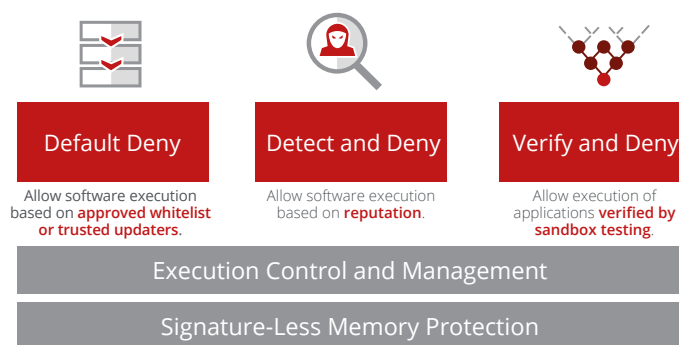 Default Deny
Allow software execution
based on approved whitelist
or trusted updaters.
Detect and Deny
Allow software execution
based on reputation.
Verify and Deny
Allow execution of
applications verified by
sandbox testing.
Execution Control and Management
Signature-Less Memory Protection